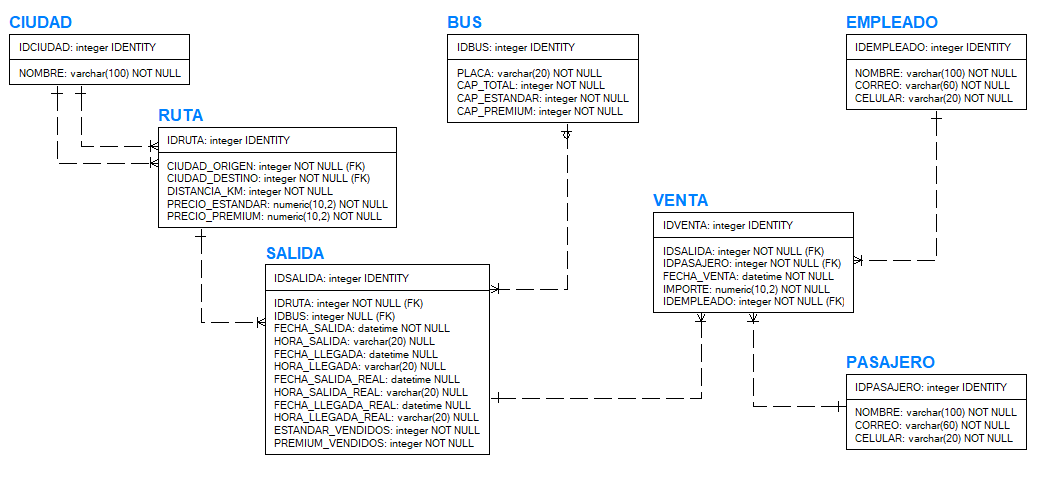 CIUDAD
IDCIUDAD: integer IDENTITY
NOMBRE: varchar(100) NOT NULL
BUS
IDBUS: integer IDENTITY
PLACA: varchar(20) NOT NULL
CAP_TOTAL: integer NOT NULL
CAP_ESTANDAR: integer NOT NULL
CAP_PREMIUM: integer NOT NULL
EMPLEADO
IDEMPLEADO: integer IDENTITY
NOMBRE: varchar(100) NOT NULL
CORREO: varchar(60) NOT NULL
CELULAR: varchar(20) NOT NULL
RUTA
IDRUTA: integer IDENTITY
CIUDAD_ORIGEN: integer NOT NULL (FK)
CIUDAD_DESTINO: integer NOT NULL (FK)
DISTANCIA_KM: integer NOT NULL
PRECIO_ESTANDAR: numeric(10,2) NOT NULL
PRECIO_PREMIUM: numeric(10,2) NOT NULL
VENTA
IDVENTA: integer IDENTITY
IDSALIDA: integer NOT NULL (FK)
IDPASAJERO: integer NOT NULL (FK)
FECHA_VENTA: datetime NOT NULL
IMPORTE: numeric(10,2) NOT NULL
IDEMPLEADO: integer NOT NULL (FK)
SALIDA
IDSALIDA: integer IDENTITY
IDRUTA: integer NOT NULL (FK)
IDBUS: integer NULL (FK)
FECHA_SALIDA: datetime NOT NULL
HORA_SALIDA: varchar(20) NULL
FECHA_LLEGADA: datetime NULL
HORA_LLEGADA: varchar(20) NULL
FECHA_SALIDA_REAL: datetime NULL
HORA_SALIDA_REAL: varchar(20) NULL
FECHA_LLEGADA_REAL: datetime NULL
HORA_LLEGADA_REAL: varchar(20) NULL
ESTANDAR_VENDIDOS: integer NOT NULL
PREMIUM_VENDIDOS: integer NOT NULL
PASAJERO
IDPASAJERO: integer IDENTITY
NOMBRE: varchar(100) NOT NULL
CORREO: varchar(60) NOT NULL
CELULAR: varchar(20) NOT NULL